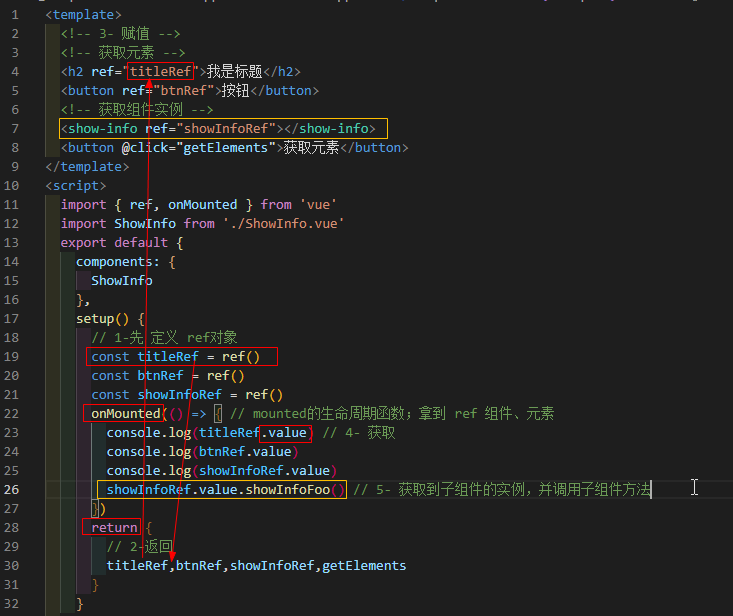 1 <template>
2 <!-- 3- 赋值 -->
3 <!-- 获取元素 -->
4 <h2 ref="titleRef">我是标题</h2>
5 <button ref="btnRef">按钮</button>
6 <!-- 获取组件实例 -->
7 <show-info ref="showInfoRef"></show-info>
8 <button @click="getElements">获取元素</button>
9 </template>
10 <script>
11 import { ref, onMounted } from 'vue'
12 import ShowInfo from './ShowInfo.vue'
13 export default {
14 components: {
15 ShowInfo
16 },
17 setup() {
18 // 1-先 定义 ref对象
19 const titleRef = ref()
20 const btnRef = ref()
21 const showInfoRef = ref()
22 onMounted(() => { // mounted的生命周期函数；拿到 ref 组件、元素
23 console.log(titleRef.value) // 4- 获取
24 console.log(btnRef.value)
25 console.log(showInfoRef.value)
26 showInfoRef.value.showInfoFoo() // 5- 获取到子组件的实例，并调用子组件方法
27 })
28 return {
29 // 2-返回
30 titleRef,btnRef,showInfoRef,getElements
31 }
32 }